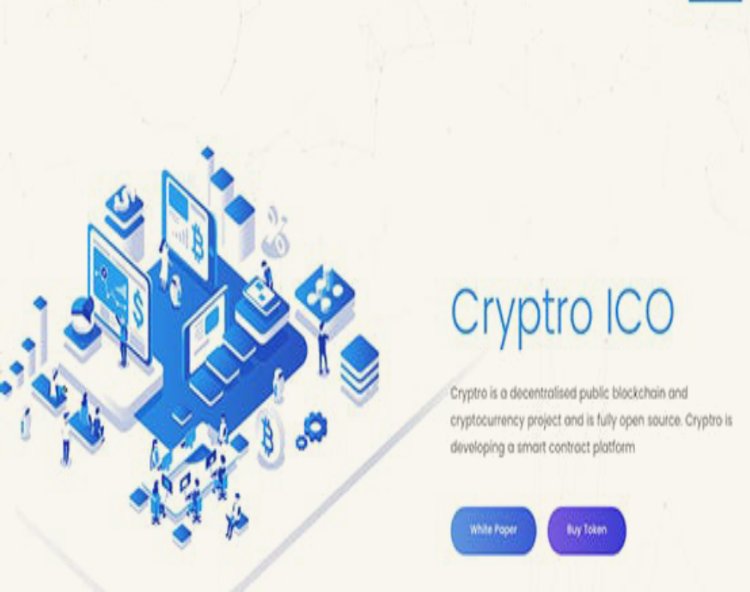 Cryptro ICO
Cryptro is a decentralised public blockchain and
cryptocurrency project and is fully open source. Cryptro is
developing a smart contract platform
White Paper
Buy Token